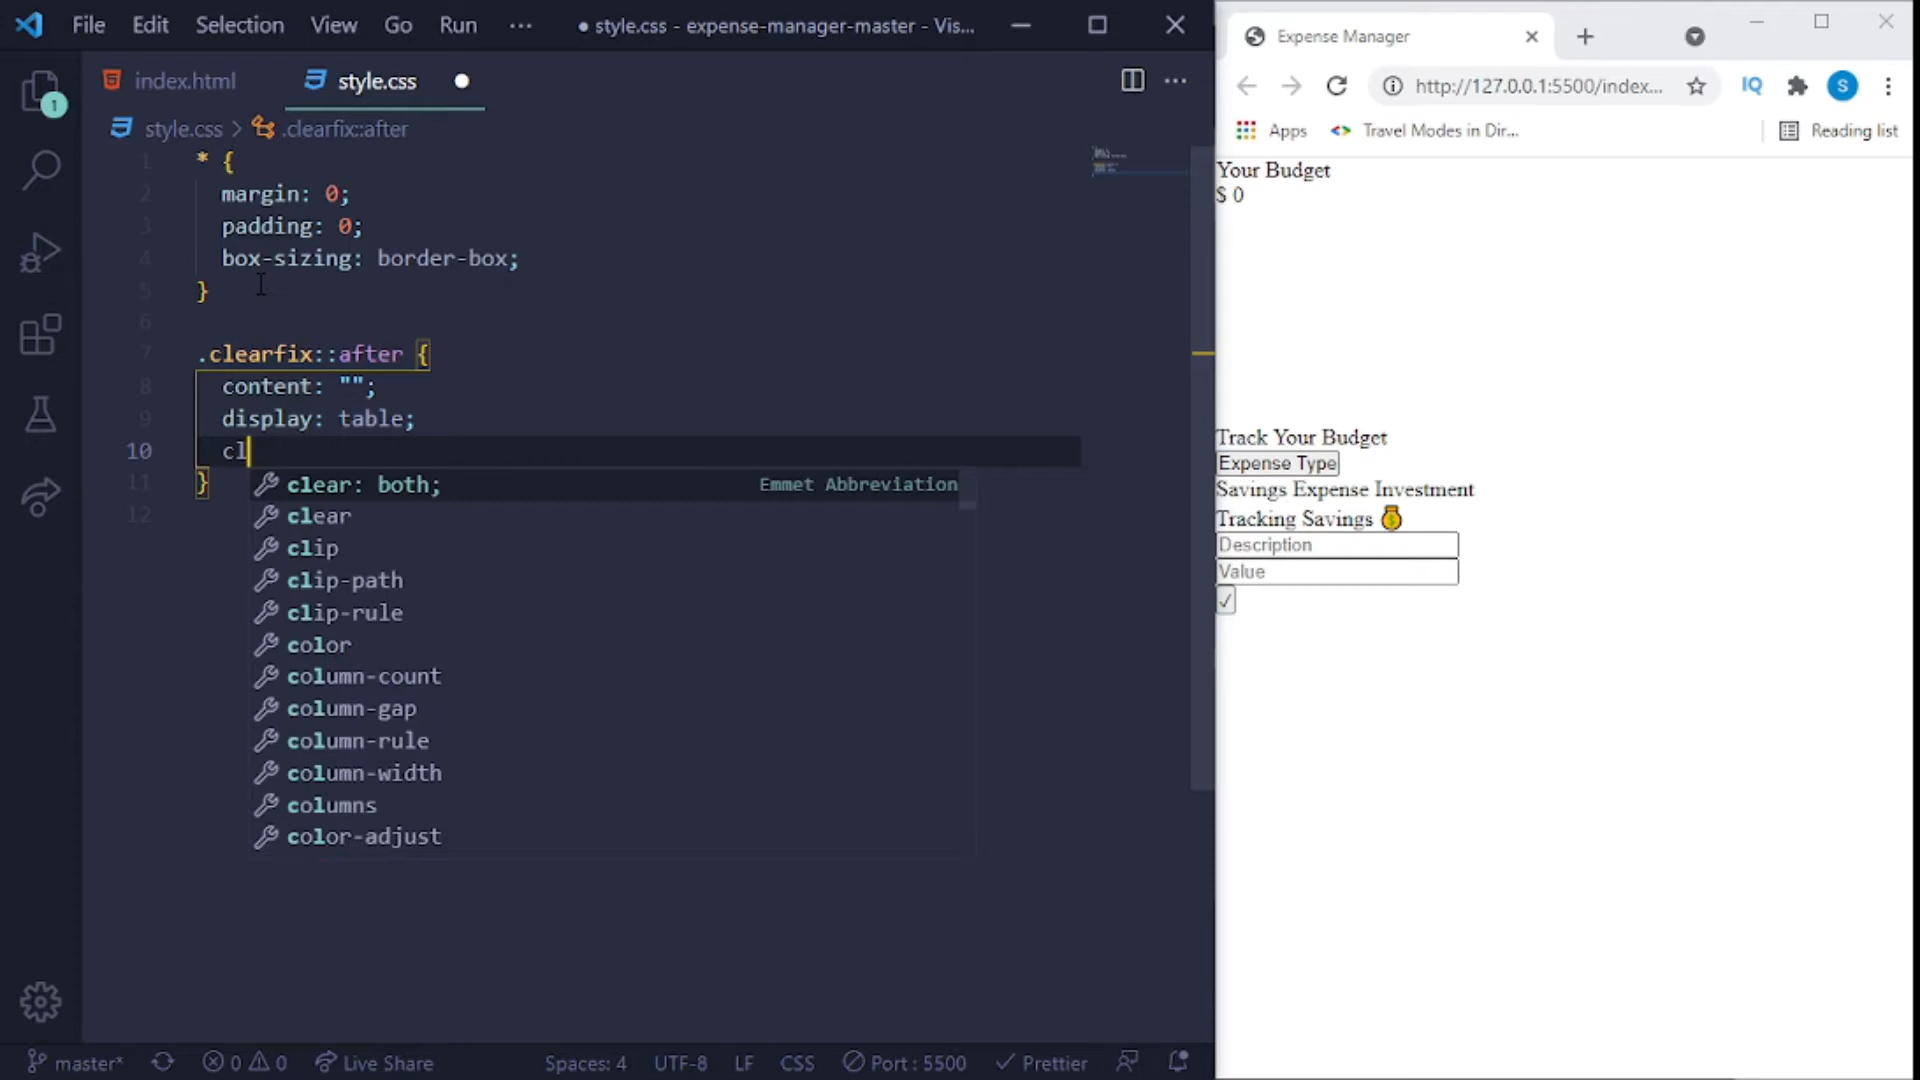 File Edit Selection View Go Run ··· ● style.css - expense-manager-master - Vis...
index.html style.css ●
style.css > .clearfix::after
1 * {
2 margin: 0;
3 padding: 0;
4 box-sizing: border-box;
5 }
6
7 .clearfix::after {
8 content: "";
9 display: table;
10 cl
11 }
12
clear: both; Emmet Abbreviation
clear
clip
clip-path
clip-rule
color
column-count
column-gap
column-rule
column-width
columns
color-adjust
1
master* 0 0 Live Share Spaces: 4 UTF-8 LF CSS Port : 5500 Prettier
Expense Manager
http://127.0.0.1:5500/index... IQ S
Apps Travel Modes in Dir... Reading list
Your Budget
$ 0
Track Your Budget
Expense Type
Savings Expense Investment
Tracking Savings 💰
Description
Value
✓